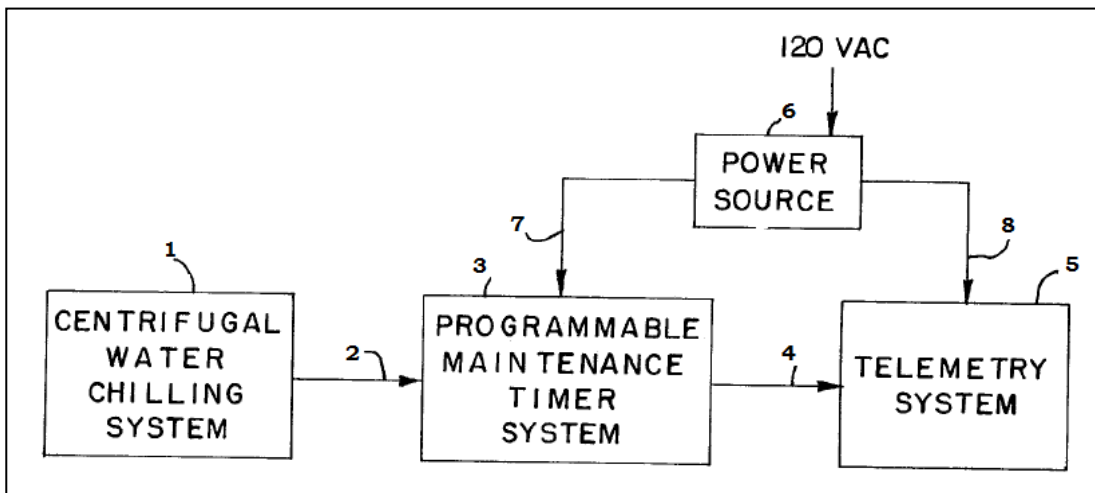 120 VAC
6
POWER
SOURCE
7
8
1
3
5
CENTRIFUGAL
WATER
CHILLING
SYSTEM
2
PROGRAMMABLE
MAINTENANCE
TIMER
SYSTEM
4
TELEMETRY
SYSTEM